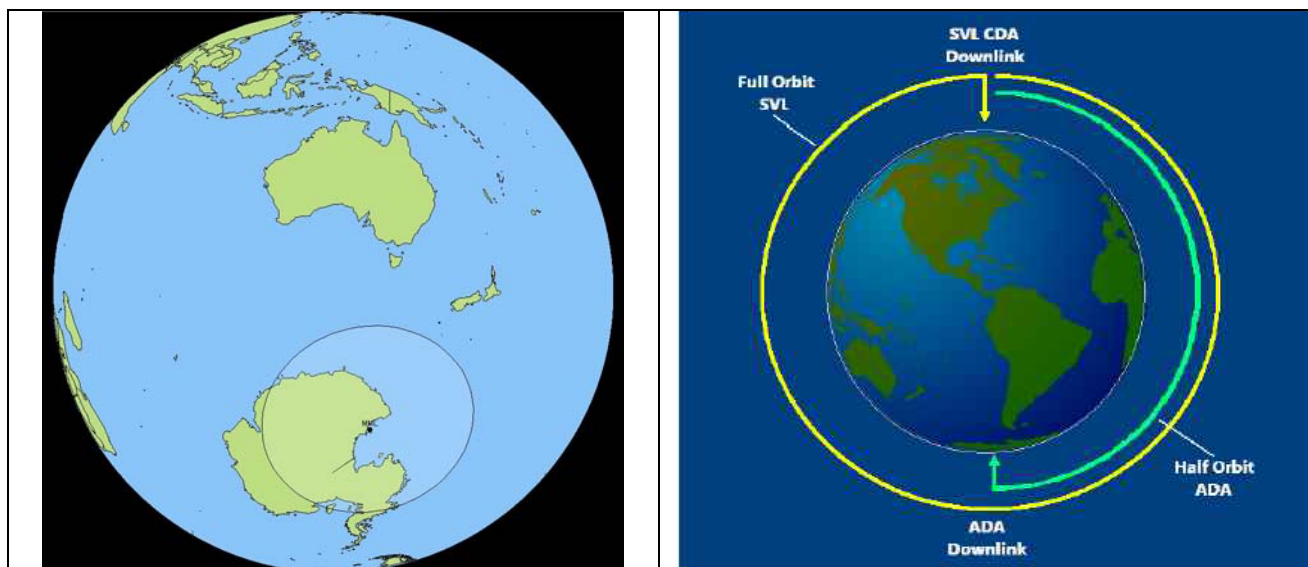 SVL CDA
Downlink
Full Orbit
SVL
Half Orbit
ADA
ADA
Downlink